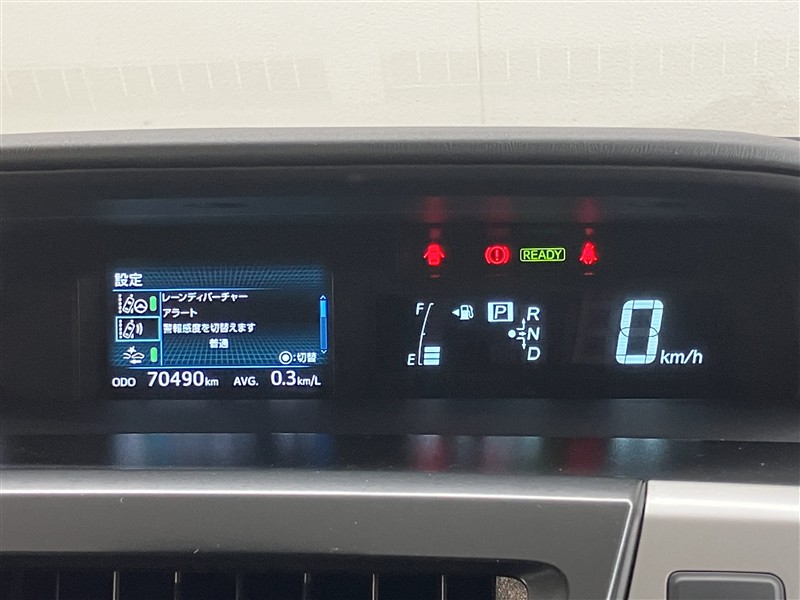 READY
設定
レーンディパーチャー
アラート
警報感度を切替えます
普通
:切替
ODO 70490km AVG. 0.3km/L
F
E
P
R
N
D
0 km/h